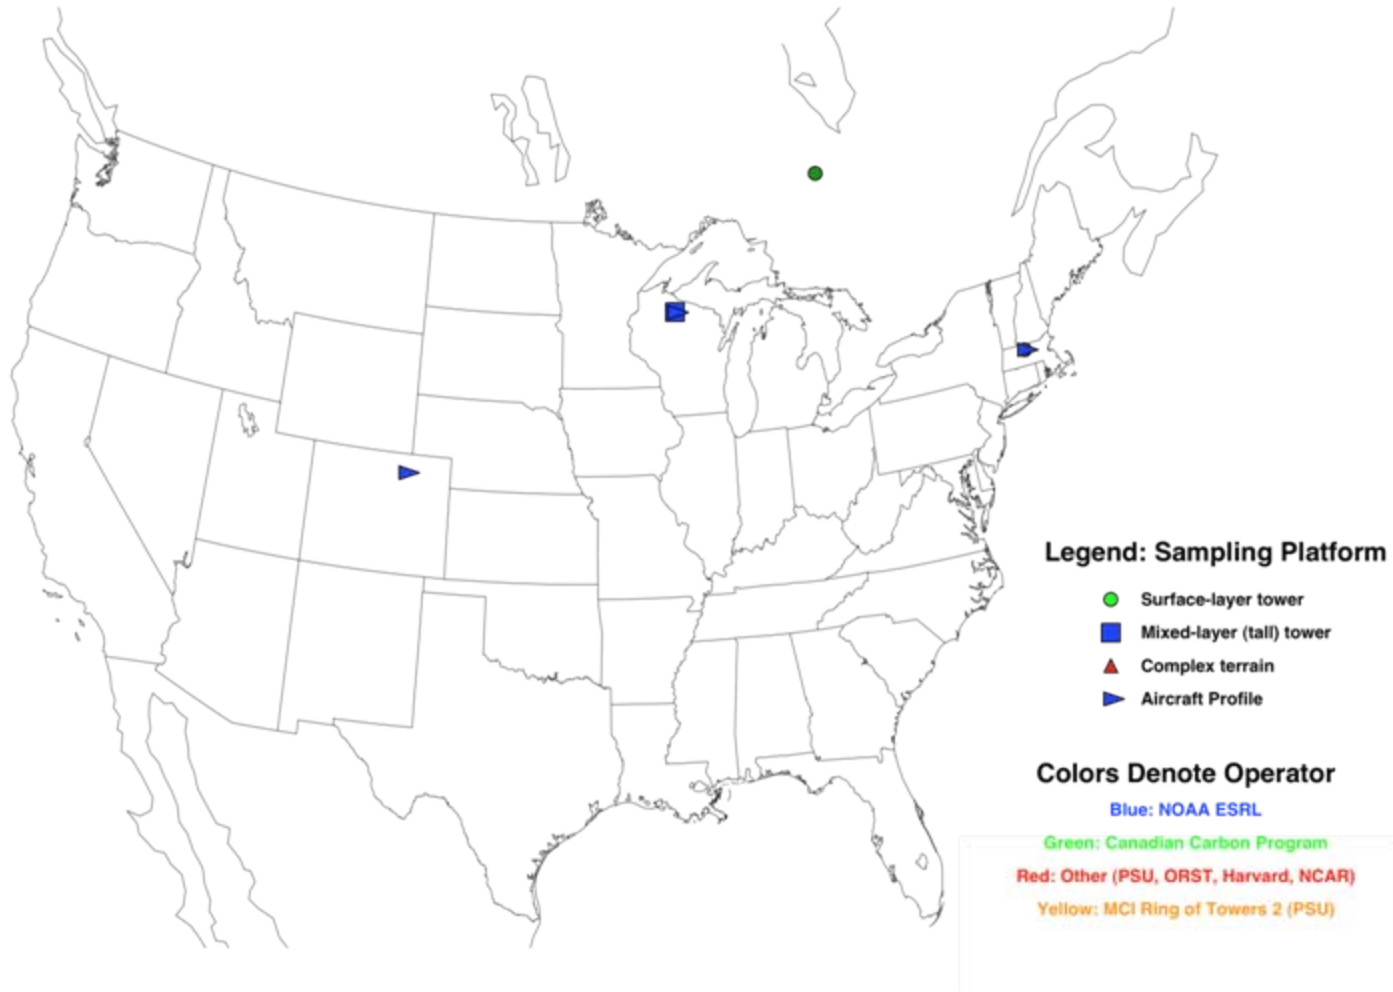 Legend: Sampling Platform
Surface-layer tower
Mixed-layer (tall) tower
Complex terrain
Aircraft Profile
Colors Denote Operator
Blue: NOAA ESRL
Green: Canadian Carbon Program
Red: Other (PSU, ORST, Harvard, NCAR)
Yellow: MCI Ring of Towers 2 (PSU)